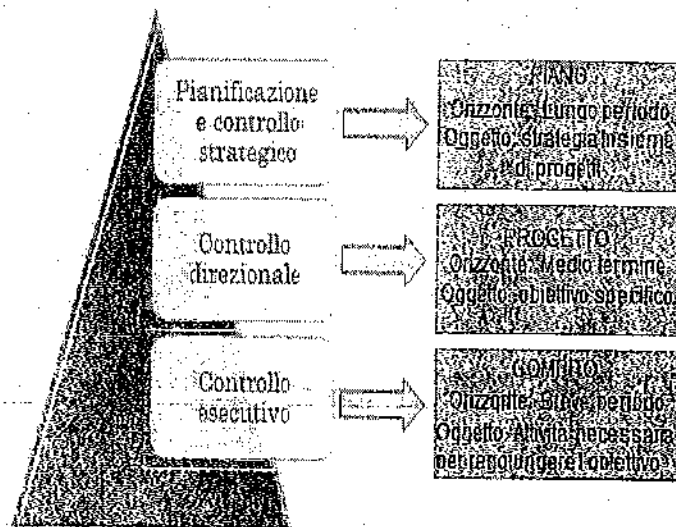 Pianificazione
e controllo
strategico
PIANO
Orizzonte: Lungo periodo
Oggetto: strategia insieme
di progetti
Controllo
direzionale
PROGETTO
Orizzonte: Medio termine
Oggetto: obiettivo specifico
Controllo
esecutivo
COMPITO
Orizzonte: Breve periodo
Oggetto: Attività necessaria
per raggiungere l'obiettivo